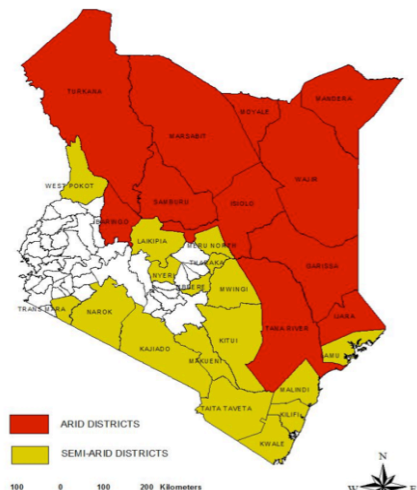 TURKANA
MOYALE
MANDERA
MARSABIT
WAJIR
WEST POKOT
SAMBURU
ISIOLO
BARINGO
LAIKIPIA
MERU NORTH
GARISSA
THARAKA
NYERI
MBEERE
MWINGI
IJARA
TRANS MARA
NAROK
TANA RIVER
KITUI
LAMU
KAJIADO
MAKUENI
MALINDI
TAITA TAVETA
KILIFI
KWALE
ARID DISTRICTS
SEMI-ARID DISTRICTS
100 0 100 200 Kilometers
N
W E